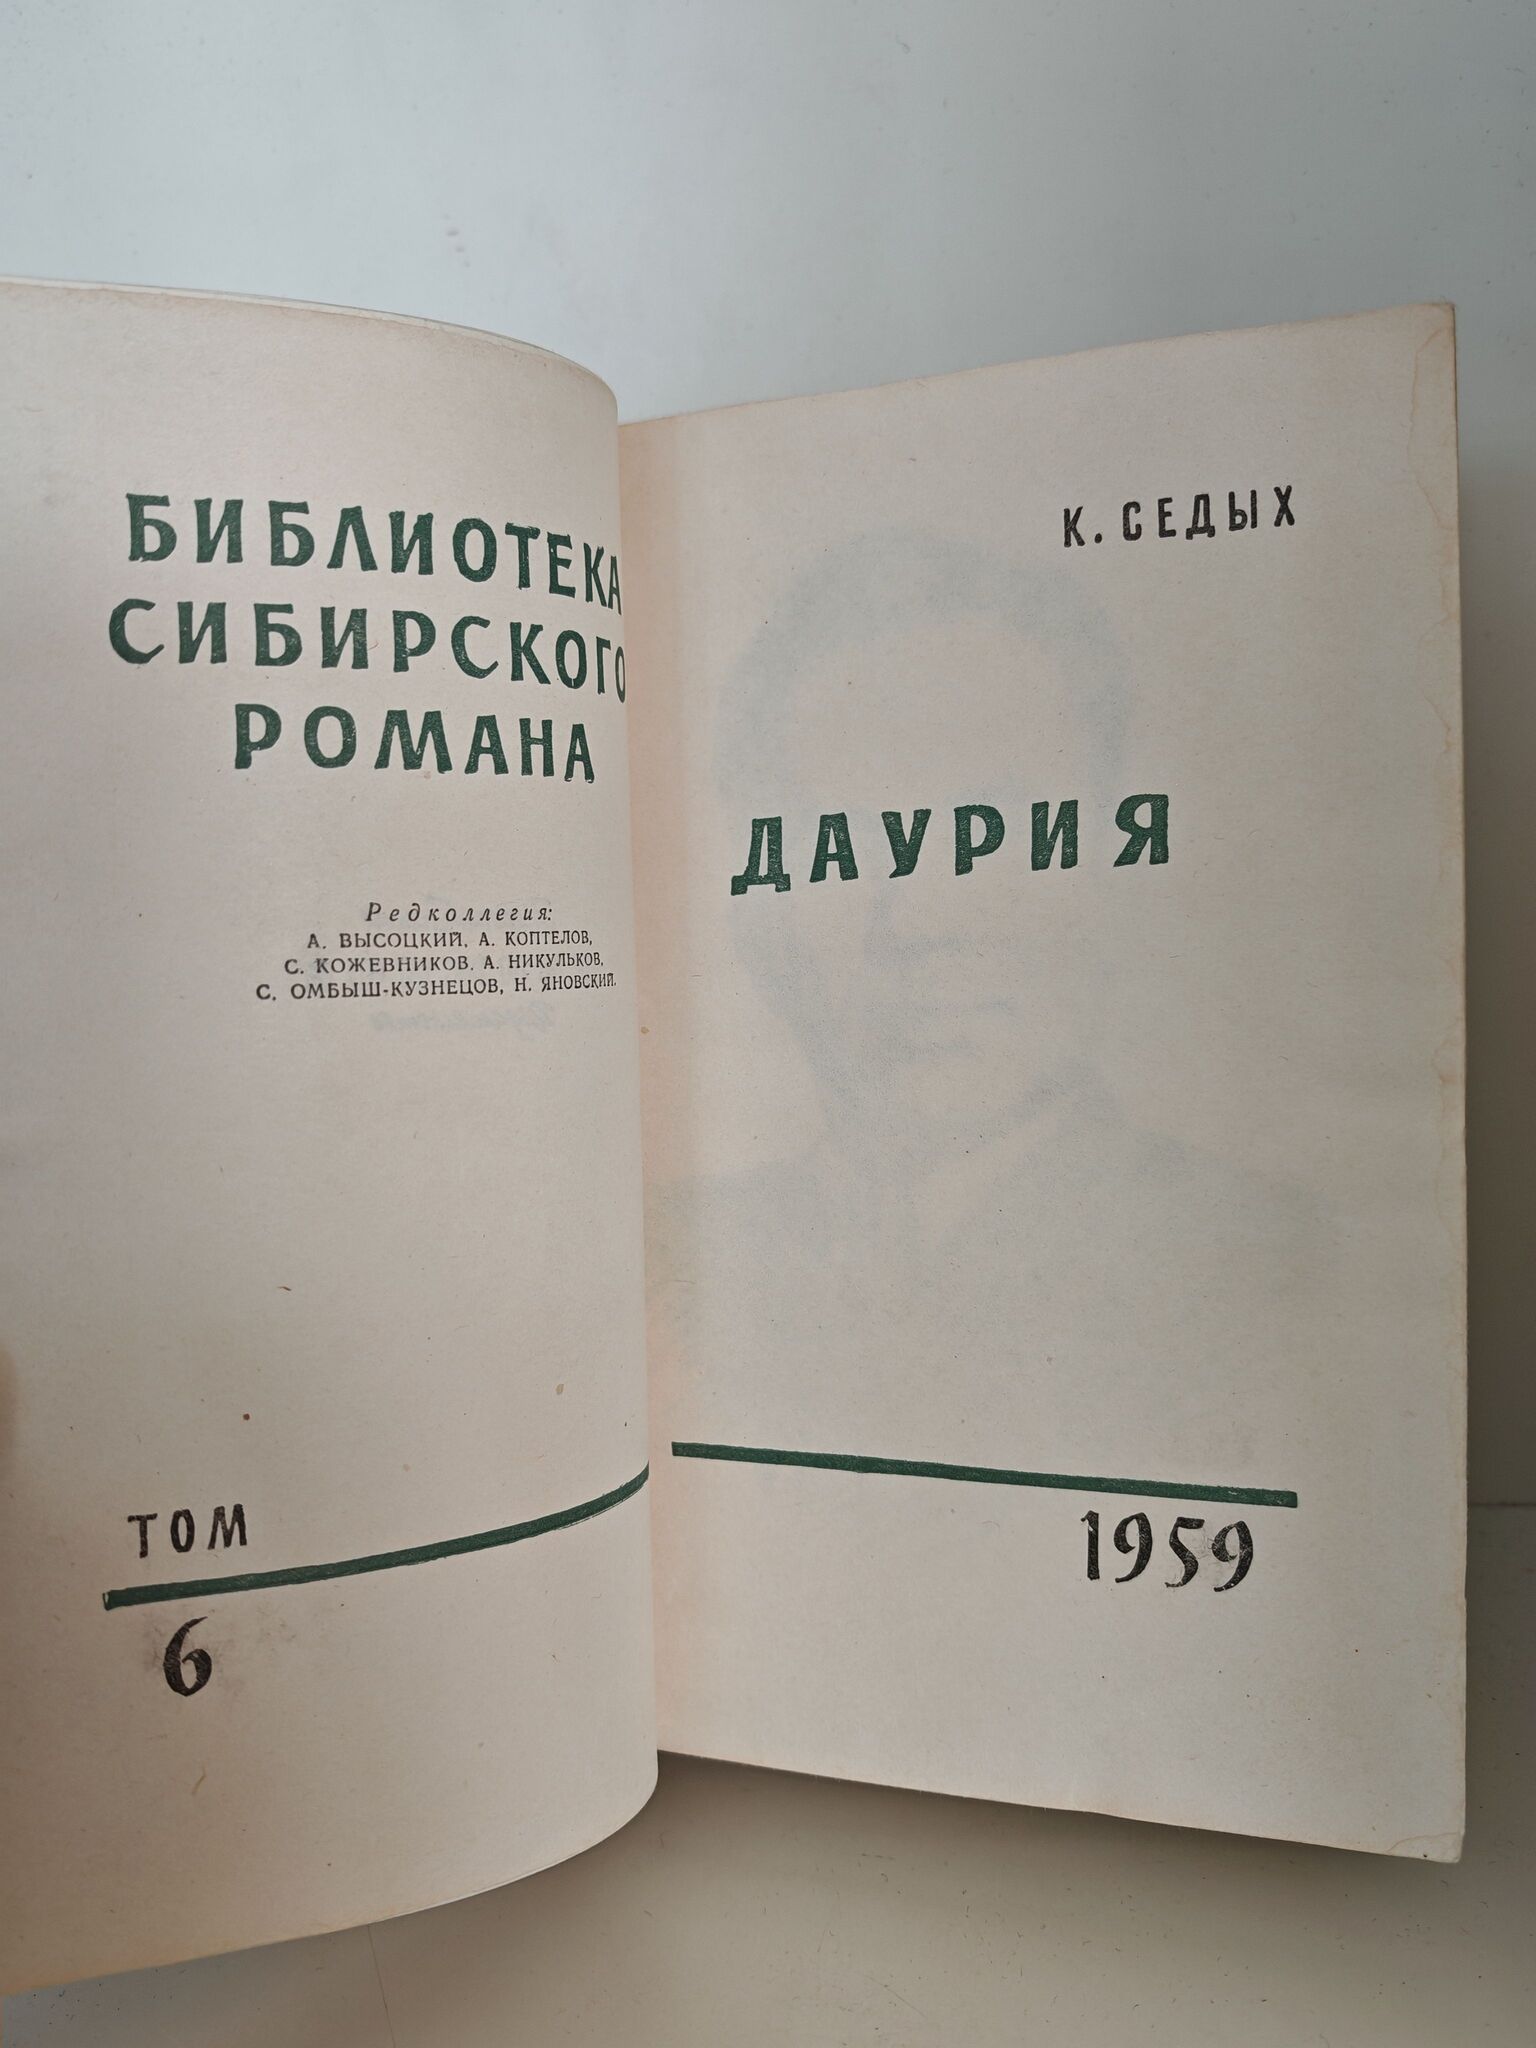 БИБЛИОТЕКА
СИБИРСКОГО
РОМАНА
Редколлегия:
А. ВЫСОЦКИЙ, А. КОПТЕЛОВ,
С. КОЖЕВНИКОВ, А. НИКУЛЬКОВ,
С. ОМБЫШ-КУЗНЕЦОВ, Н. ЯНОВСКИЙ.
ТОМ
6
К. СЕДЫХ
ДАУРИЯ
1959